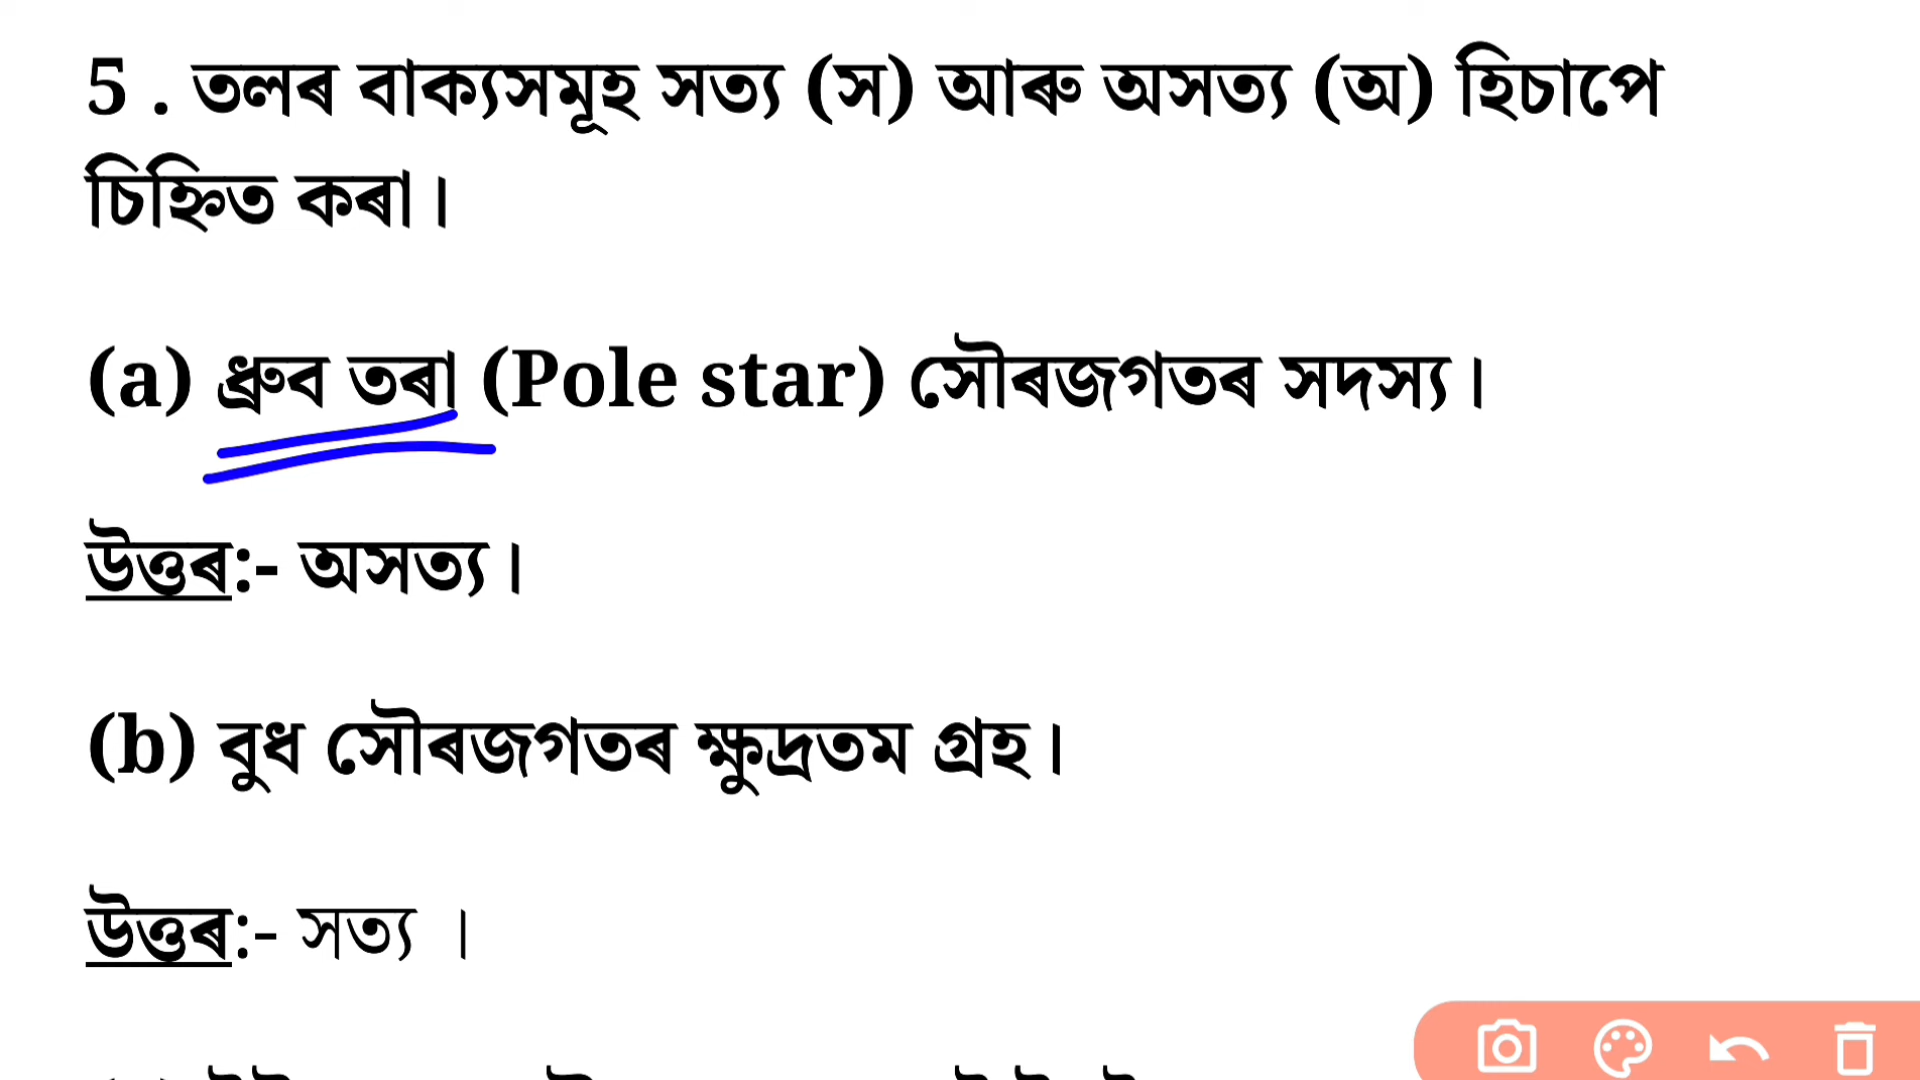 5 . তলৰ বাক্যসমূহ সত্য (স) আৰু অসত্য (অ) হিচাপে
চিহ্নিত কৰা।
(a) ধ্ৰুব তৰা (Pole star) সৌৰজগতৰ সদস্য।
উত্তৰ:- অসত্য।
(b) বুধ সৌৰজগতৰ ক্ষুদ্ৰতম গ্ৰহ।
উত্তৰ:- সত্য ।